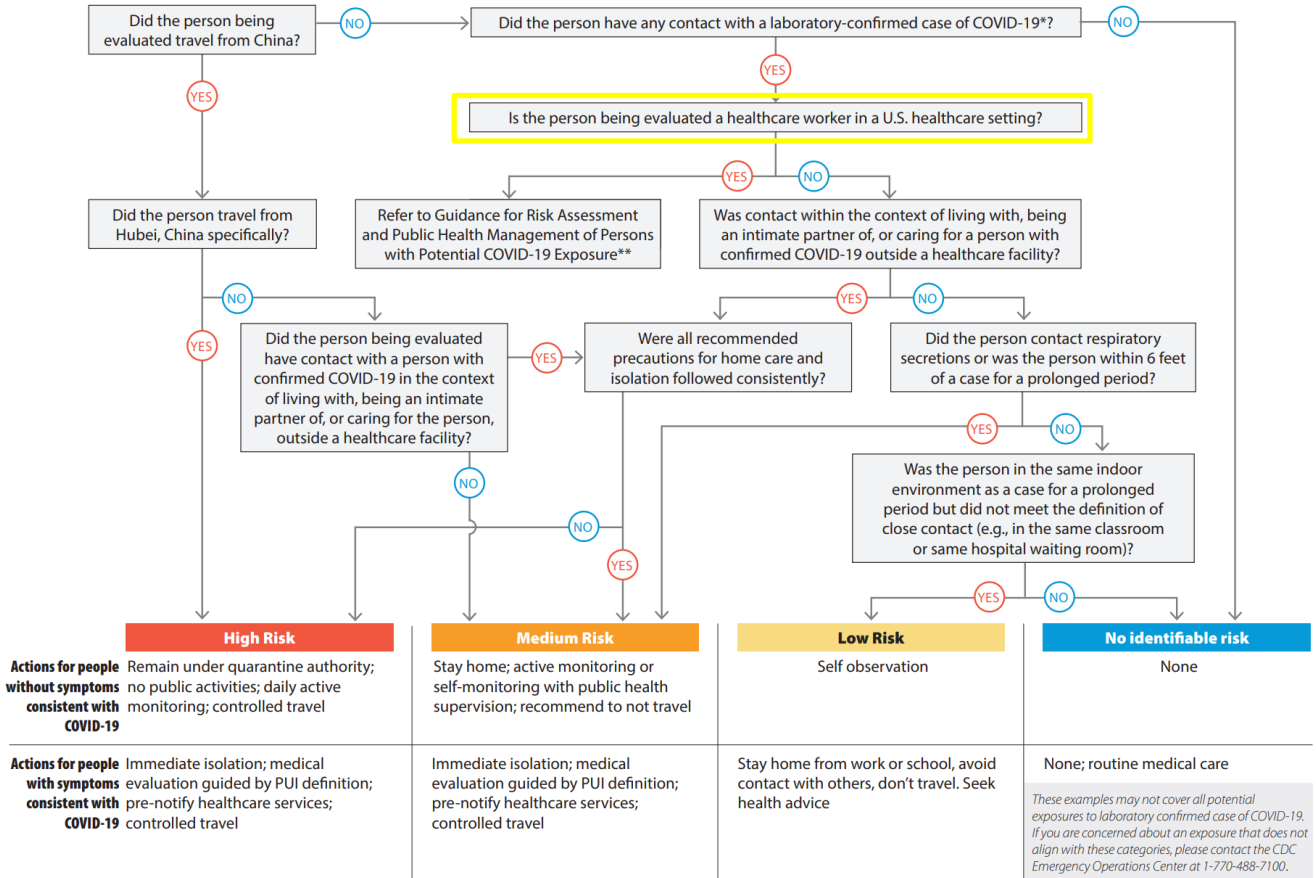 Did the person being
evaluated travel from China?
NO
Did the person have any contact with a laboratory-confirmed case of COVID-19*?
NO
YES
YES
Is the person being evaluated a healthcare worker in a U.S. healthcare setting?
YES
NO
Did the person travel from
Hubei, China specifically?
Refer to Guidance for Risk Assessment
and Public Health Management of Persons
with Potential COVID-19 Exposure**
Was contact within the context of living with, being
an intimate partner of, or caring for a person with
confirmed COVID-19 outside a healthcare facility?
NO
YES
YES
NO
Did the person being evaluated
have contact with a person with
confirmed COVID-19 in the context
of living with, being an intimate
partner of, or caring for the person,
outside a healthcare facility?
YES
Were all recommended
precautions for home care and
isolation followed consistently?
Did the person contact respiratory
secretions or was the person within 6 feet
of a case for a prolonged period?
YES
NO
NO
NO
YES
Was the person in the same indoor
environment as a case for a prolonged
period but did not meet the definition of
close contact (e.g., in the same classroom
or same hospital waiting room)?
YES
NO
High Risk
Medium Risk
Low Risk
No identifiable risk
Actions for people
without symptoms
consistent with
COVID-19
Remain under quarantine authority;
no public activities; daily active
monitoring; controlled travel
Stay home; active monitoring or
self-monitoring with public health
supervision; recommend to not travel
Self observation
None
Actions for people
with symptoms
consistent with
COVID-19
Immediate isolation; medical
evaluation guided by PUI definition;
pre-notify healthcare services;
controlled travel
Immediate isolation; medical
evaluation guided by PUI definition;
pre-notify healthcare services;
controlled travel
Stay home from work or school, avoid
contact with others, don't travel. Seek
health advice
None; routine medical care
These examples may not cover all potential
exposures to laboratory confirmed case of COVID-19.
If you are concerned about an exposure that does not
align with these categories, please contact the CDC
Emergency Operations Center at 1-770-488-7100.